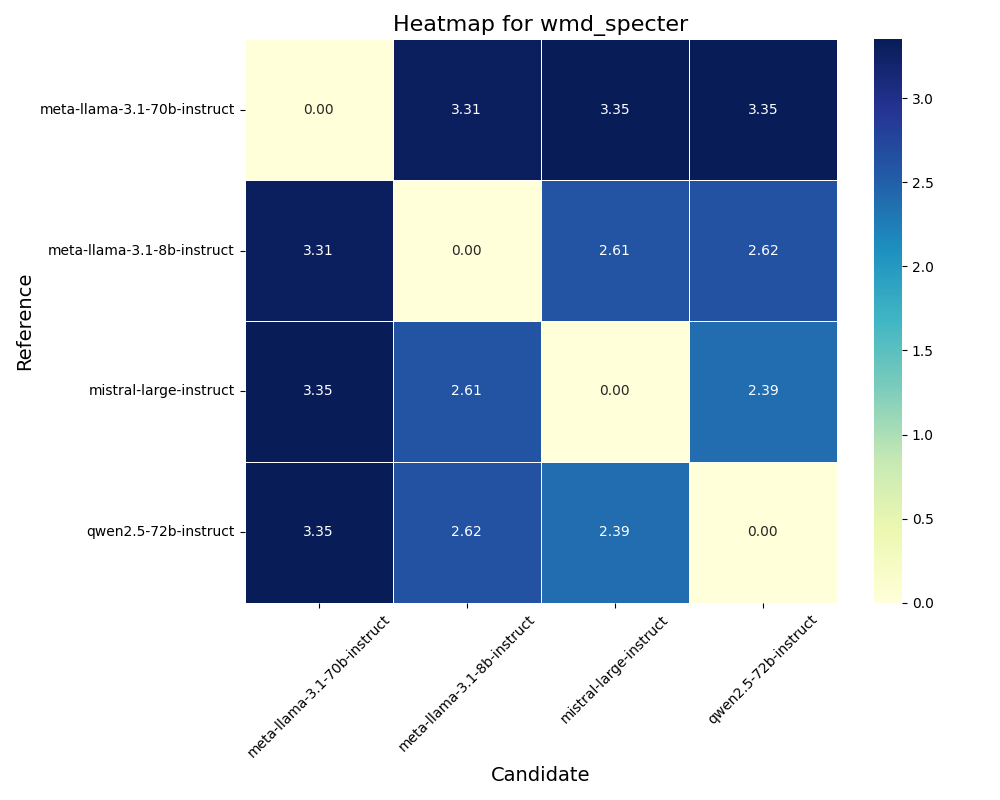 Heatmap for wmd_specter
Reference
meta-llama-3.1-70b-instruct
0.00 3.31 3.35 3.35
meta-llama-3.1-8b-instruct
3.31 0.00 2.61 2.62
mistral-large-instruct
3.35 2.61 0.00 2.39
qwen2.5-72b-instruct
3.35 2.62 2.39 0.00
meta-llama-3.1-70b-instruct
meta-llama-3.1-8b-instruct
mistral-large-instruct
qwen2.5-72b-instruct
Candidate
3.0
2.5
2.0
1.5
1.0
0.5
0.0